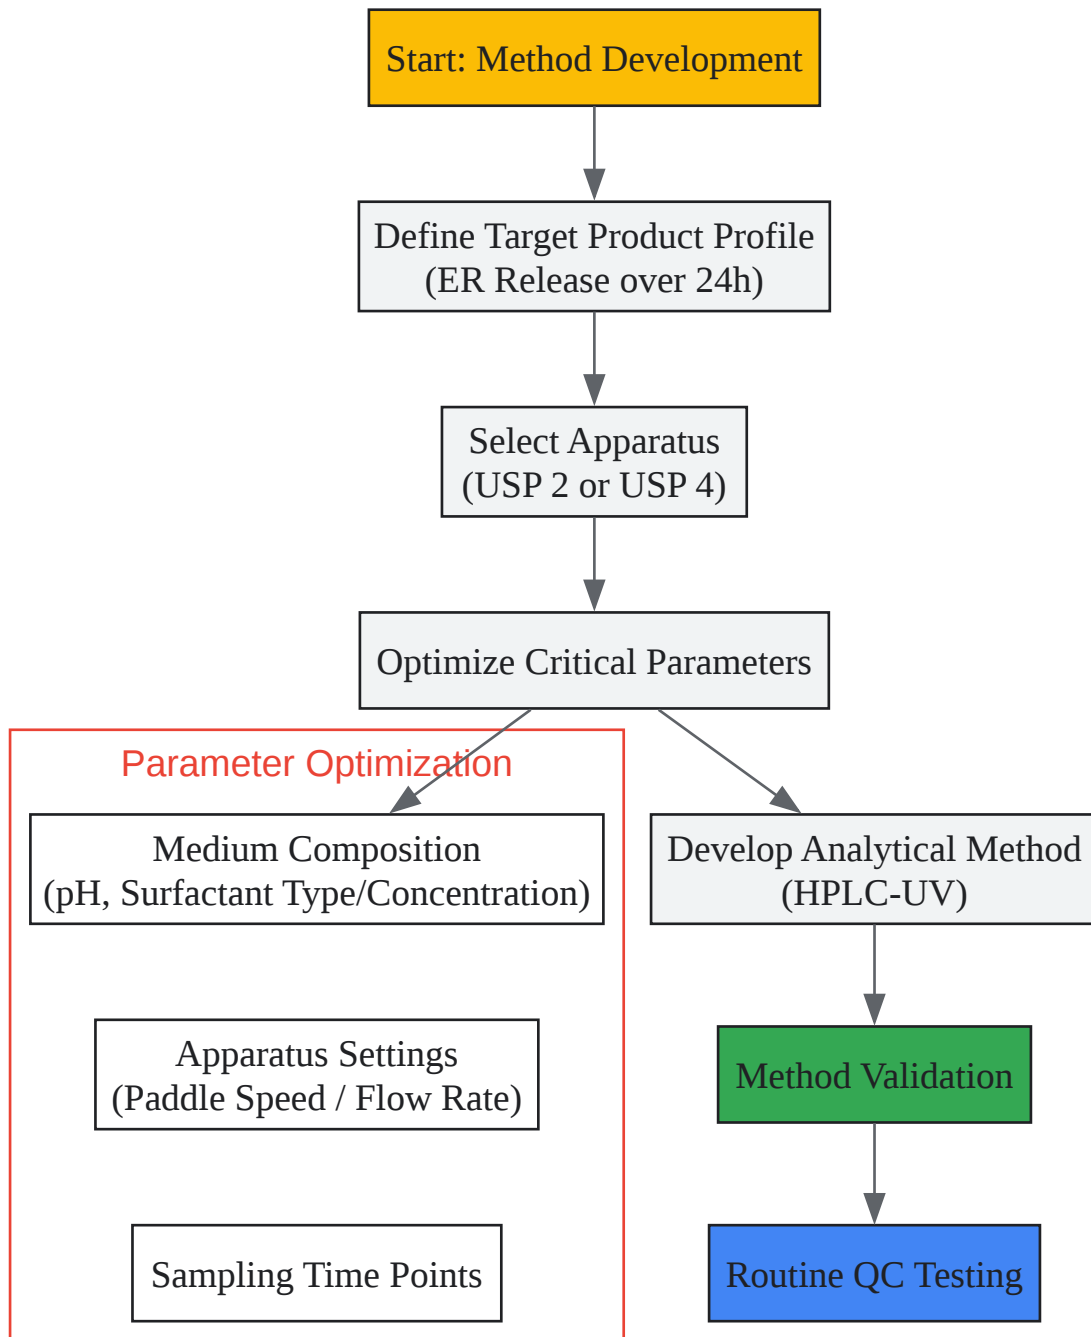 Start: Method Development
Define Target Product Profile
(ER Release over 24h)
Select Apparatus
(USP 2 or USP 4)
Optimize Critical Parameters
Parameter Optimization
Medium Composition
(pH, Surfactant Type/Concentration)
Develop Analytical Method
(HPLC-UV)
Apparatus Settings
(Paddle Speed / Flow Rate)
Method Validation
Sampling Time Points
Routine QC Testing